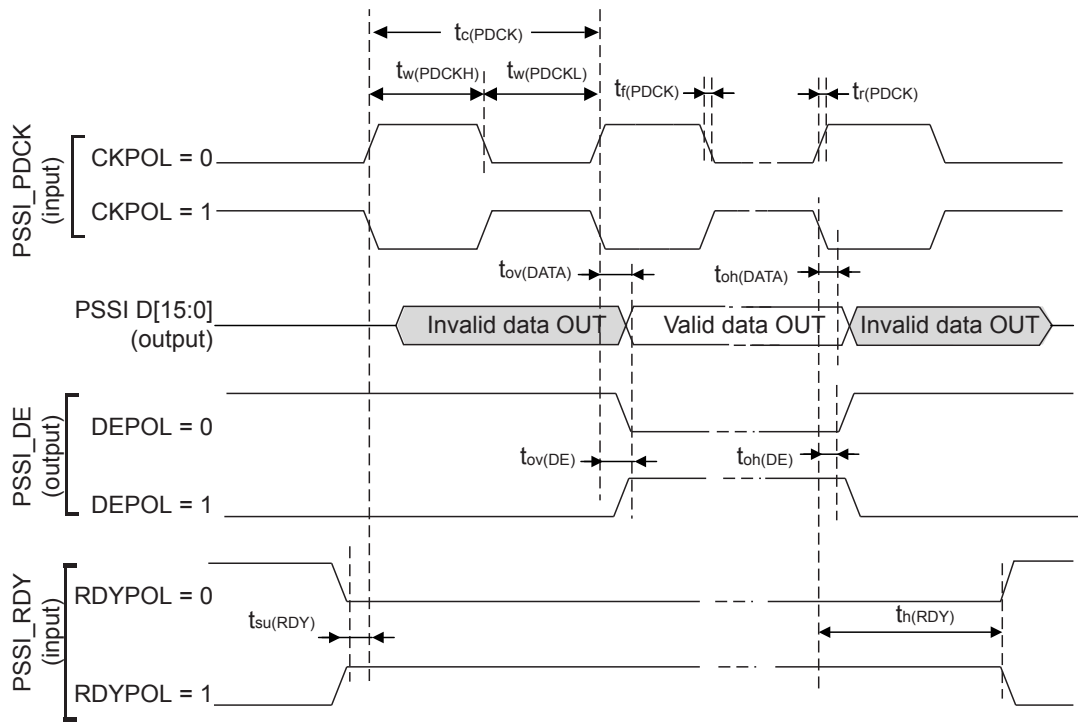 tc(PDCK)
tw(PDCKH)
tw(PDCKL)
tf(PDCK)
tr(PDCK)
PSSI_PDCK
(input)
CKPOL = 0
CKPOL = 1
tov(DATA)
toh(DATA)
PSSI D[15:0]
(output)
Invalid data OUT
Valid data OUT
Invalid data OUT
PSSI_DE
(output)
DEPOL = 0
tov(DE)
toh(DE)
DEPOL = 1
PSSI_RDY
(input)
RDYPOL = 0
tsu(RDY)
th(RDY)
RDYPOL = 1